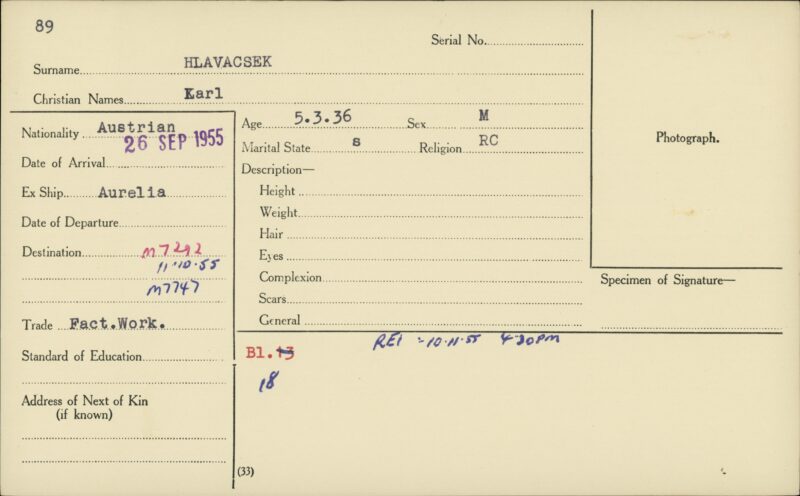 89
Serial No.
Surname HLAVACSEK
Christian Names Karl
Nationality Austrian
26 SEP 1955
Date of Arrival
Ex Ship Aurelia
Date of Departure
Destination M7292
11.10.55
M7747
Trade Fact.Work.
Standard of Education
Address of Next of Kin
(if known)
Age 5.3.36 Sex M
Marital State s Religion RC
Description—
Height
Weight
Hair
Eyes
Complexion
Scars
General
Bl.13
18
REI 10.11.55 4-30PM
(33)
Photograph.
Specimen of Signature—